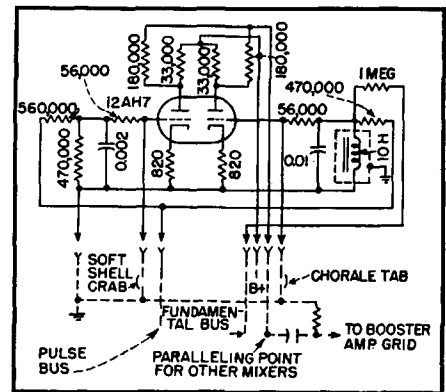 180,000
33,000
33,000
180,000
56,000
1 MEG
12AH7
56,000
470,000
560,000
470,000
0.002
820
820
0.01
10 H
SOFT
SHELL
CRAB
B+
CHORALE TAB
FUNDAMEN-
TAL BUS
PULSE
BUS
PARALLELING POINT
FOR OTHER MIXERS
TO BOOSTER
AMP GRID